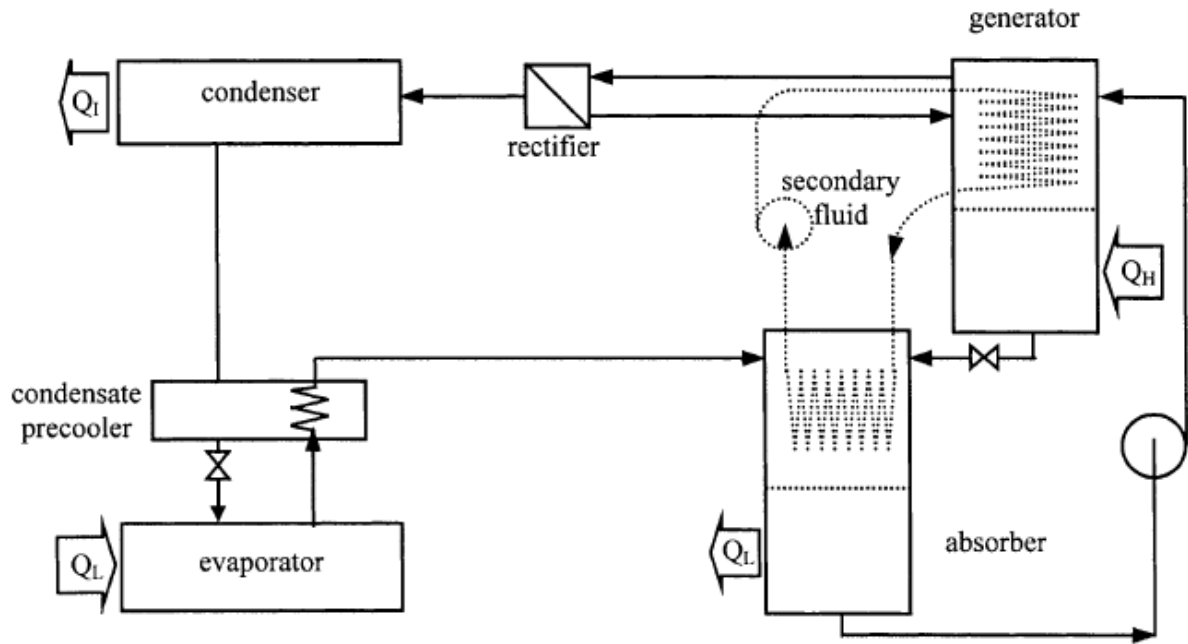 generator
condenser
Q_I
rectifier
secondary
fluid
Q_H
condensate
precooler
evaporator
Q_L
absorber
Q_L